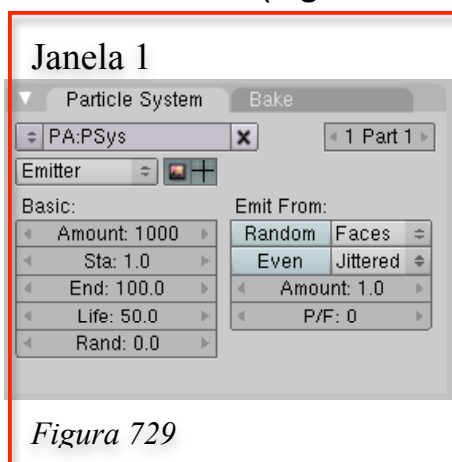 Janela 1
Particle System Bake
PA:PSys 1 Part 1
Emitter
Basic: Emit From:
Amount: 1000 Random Faces
Sta: 1.0 Even Jittered
End: 100.0 Amount: 1.0
Life: 50.0 P/F: 0
Rand: 0.0
Figura 729